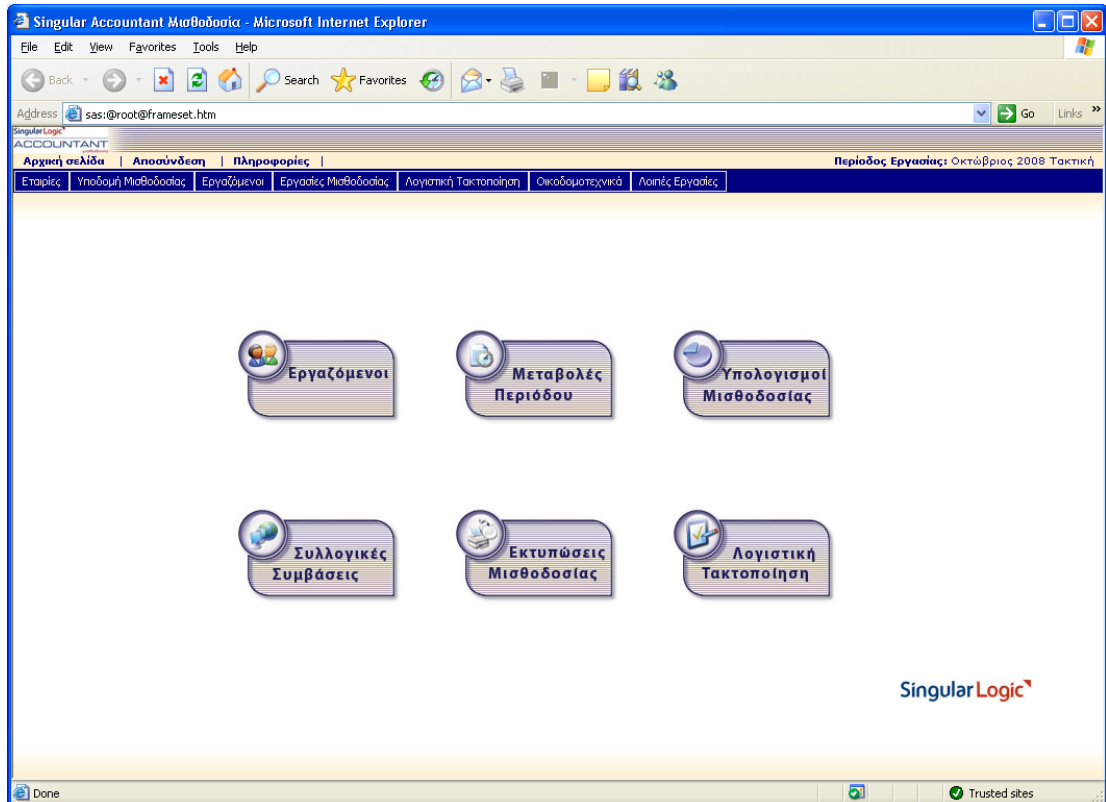 Singular Accountant Μισθοδοσία - Microsoft Internet Explorer
File Edit View Favorites Tools Help
Back Search Favorites
Address sas:@root@frameset.htm Go Links »
SingularLogic
ACCOUNTANT
Αρχική σελίδα | Αποσύνδεση | Πληροφορίες | Περίοδος Εργασίας: Οκτώβριος 2008 Τακτική
Εταιρίες Υποδομή Μισθοδοσίας Εργαζόμενοι Εργασίες Μισθοδοσίας Λογιστική Τακτοποίηση Οικοδομοτεχνικά Λοιπές Εργασίες
Εργαζόμενοι
Μεταβολές
Περιόδου
Υπολογισμοί
Μισθοδοσίας
Συλλογικές
Συμβάσεις
Εκτυπώσεις
Μισθοδοσίας
Λογιστική
Τακτοποίηση
SingularLogic
Done Trusted sites